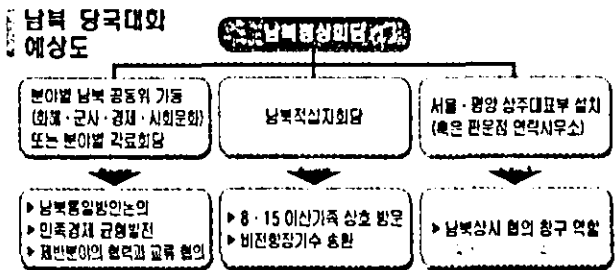 남북 당국대화
예상도
남북정상회담
분야별 남북 공동위 가동
(화해·군사·경제·사회문화)
또는 분야별 각료회담
남북적십자회담
서울·평양 상주대표부 설치
(혹은 판문점 연락사무소)
▶ 남북통일방안논의
▶ 민족경제 균형발전
▶ 제반분야의 협력과 교류 협의
▶ 8·15 이산가족 상호 방문
▶ 비전향장기수 송환
▶ 남북상시 협의 창구 역할